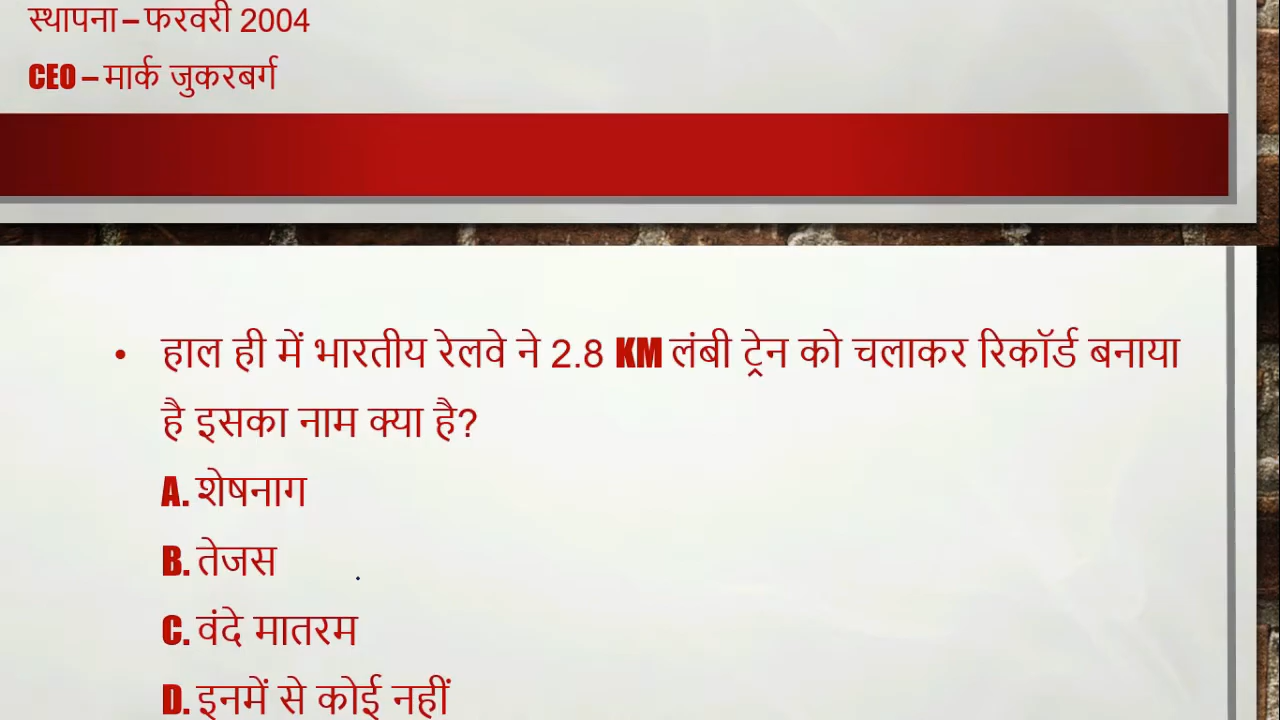 स्थापना – फरवरी 2004
CEO – मार्क जुकरबर्ग
• हाल ही में भारतीय रेलवे ने 2.8 KM लंबी ट्रेन को चलाकर रिकॉर्ड बनाया
है इसका नाम क्या है?
A. शेषनाग
B. तेजस
C. वंदे मातरम
D. इनमें से कोई नहीं